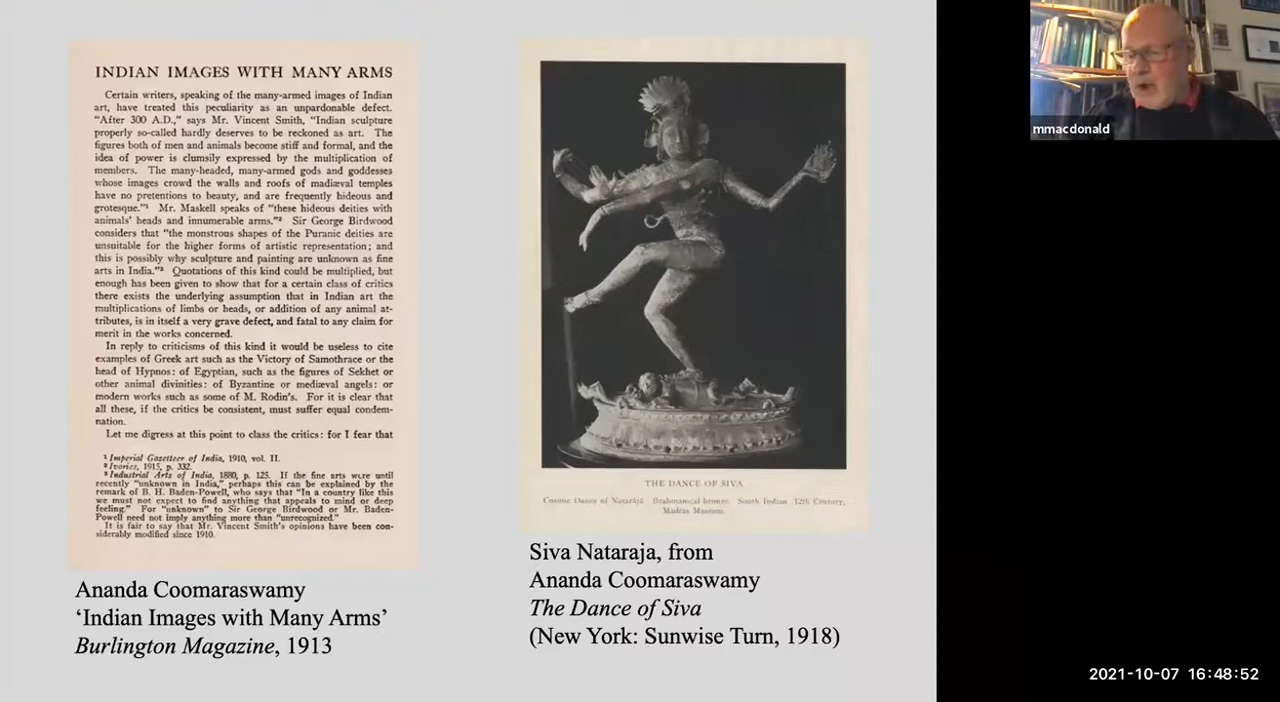 INDIAN IMAGES WITH MANY ARMS
Certain writers, speaking of the many-armed images of Indian
art, have treated this peculiarity as an unpardonable defect.
“After 300 A.D.,” says Mr. Vincent Smith, “Indian sculpture
properly so-called hardly deserves to be reckoned as art. The
figures both of men and animals become stiff and formal, and the
idea of power is clumsily expressed by the multiplication of
members. The many-headed, many-armed gods and goddesses
whose images crowd the walls and roofs of mediæval temples
have no pretensions to beauty, and are frequently hideous and
grotesque.”¹ Mr. Maskell speaks of “these hideous deities with
animals' heads and innumerable arms.”² Sir George Birdwood
considers that “the monstrous shapes of the Puranic deities are
unsuitable for the higher forms of artistic representation; and
this is possibly why sculpture and painting are unknown as fine
arts in India.”³ Quotations of this kind could be multiplied, but
enough has been given to show that for a certain class of critics
there exists the underlying assumption that in Indian art the
multiplications of limbs or heads, or addition of any animal at-
tributes, is in itself a very grave defect, and fatal to any claim for
merit in the works concerned.
In reply to criticisms of this kind it would be useless to cite
examples of Greek art such as the Victory of Samothrace or the
head of Hypnos: of Egyptian, such as the figures of Sekhet or
other animal divinities: of Byzantine or mediæval angels: or
modern works such as some of M. Rodin's. For it is clear that
all these, if the critics be consistent, must suffer equal condem-
nation.
Let me digress at this point to class the critics: for I fear that
¹ Imperial Gazetteer of India, 1910, vol. II.
² Ivories, 1915, p. 332.
³ Industrial Arts of India, 1880, p. 125. If the fine arts were until
recently “unknown in India,” perhaps this can be explained by the
remark of B. H. Baden-Powell, who says that “In a country like this
we must not expect to find anything that appeals to mind or deep
feeling.” For “unknown” to Sir George Birdwood or Mr. Baden-
Powell need not imply anything more than “unrecognized.”
It is fair to say that Mr. Vincent Smith's opinions have been con-
siderably modified since 1910.
Ananda Coomaraswamy
‘Indian Images with Many Arms’
Burlington Magazine, 1913
THE DANCE OF SIVA
Cosmic Dance of Naṭarāja. Brahmanical bronze. South Indian. 12th Century,
Madras Museum
Siva Nataraja, from
Ananda Coomaraswamy
The Dance of Siva
(New York: Sunwise Turn, 1918)
mmacdonald
2021-10-07 16:48:52